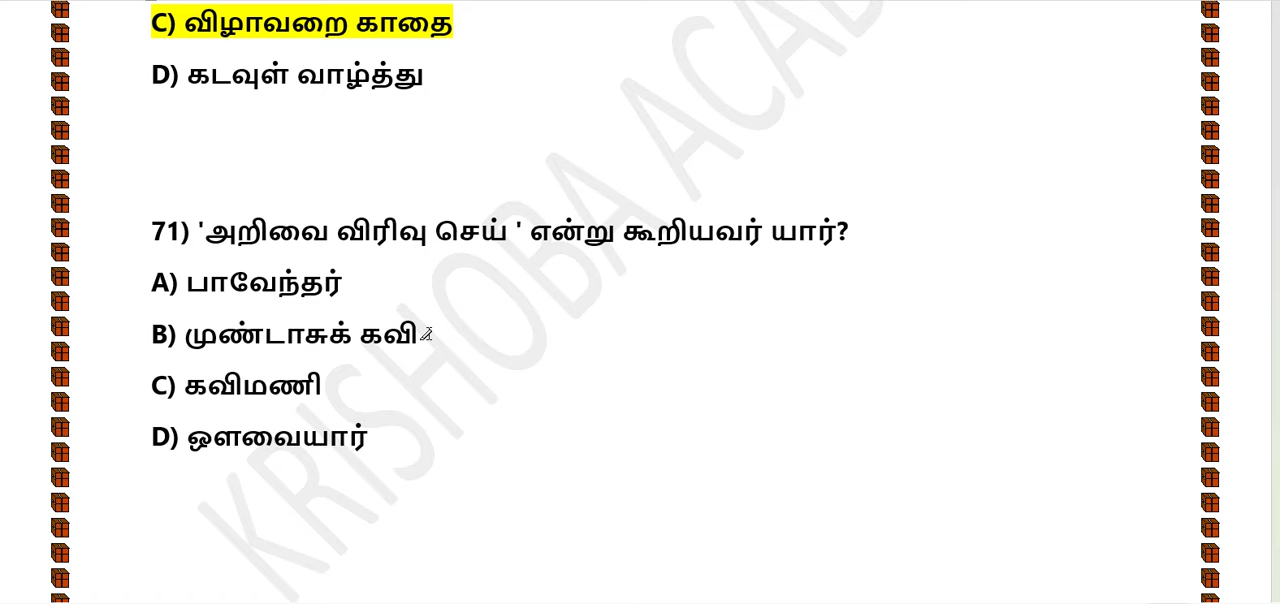 C) விழாவறை காதை
D) கடவுள் வாழ்த்து
71) 'அறிவை விரிவு செய் ' என்று கூறியவர் யார்?
A) பாவேந்தர்
B) முண்டாசுக் கவி
C) கவிமணி
D) ஔவையார்
KRISHOBA ACAD